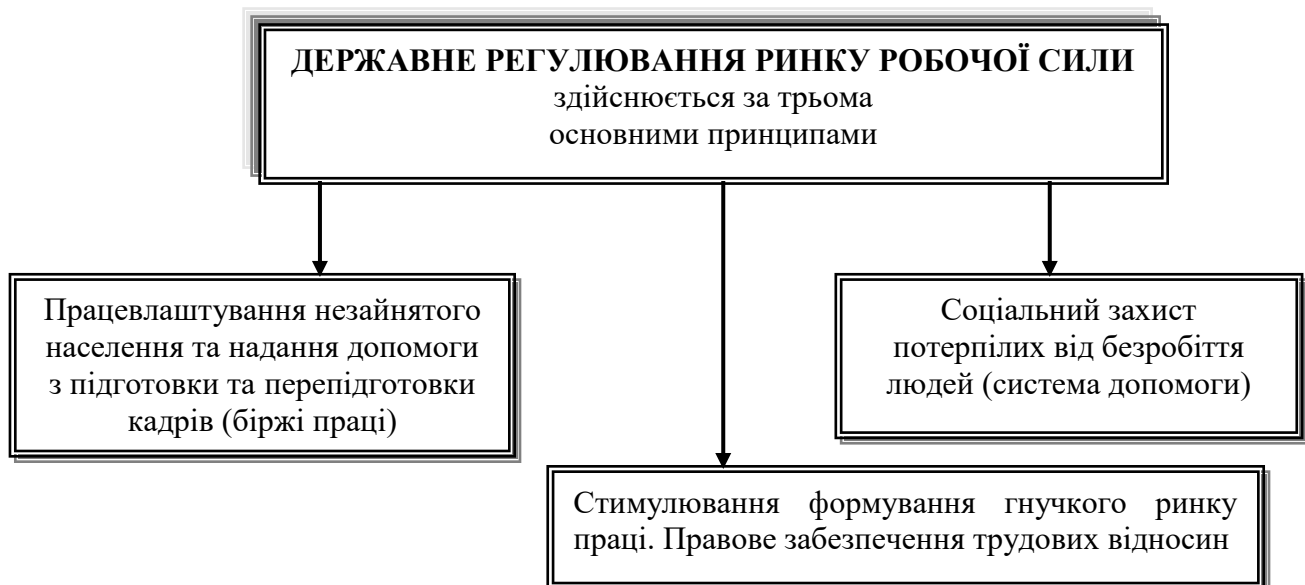 ДЕРЖАВНЕ РЕГУЛЮВАННЯ РИНКУ РОБОЧОЇ СИЛИ
здійснюється за трьома
основними принципами
Працевлаштування незайнятого
населення та надання допомоги
з підготовки та перепідготовки
кадрів (біржі праці)
Соціальний захист
потерпілих від безробіття
людей (система допомоги)
Стимулювання формування гнучкого ринку
праці. Правове забезпечення трудових відносин